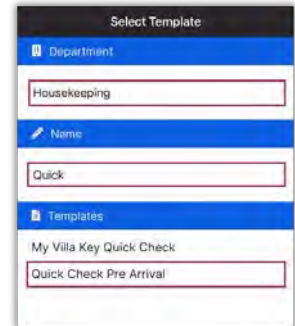 Select Template
Department
Housekeeping
Name
Quick
Templates
My Villa Key Quick Check
Quick Check Pre Arrival